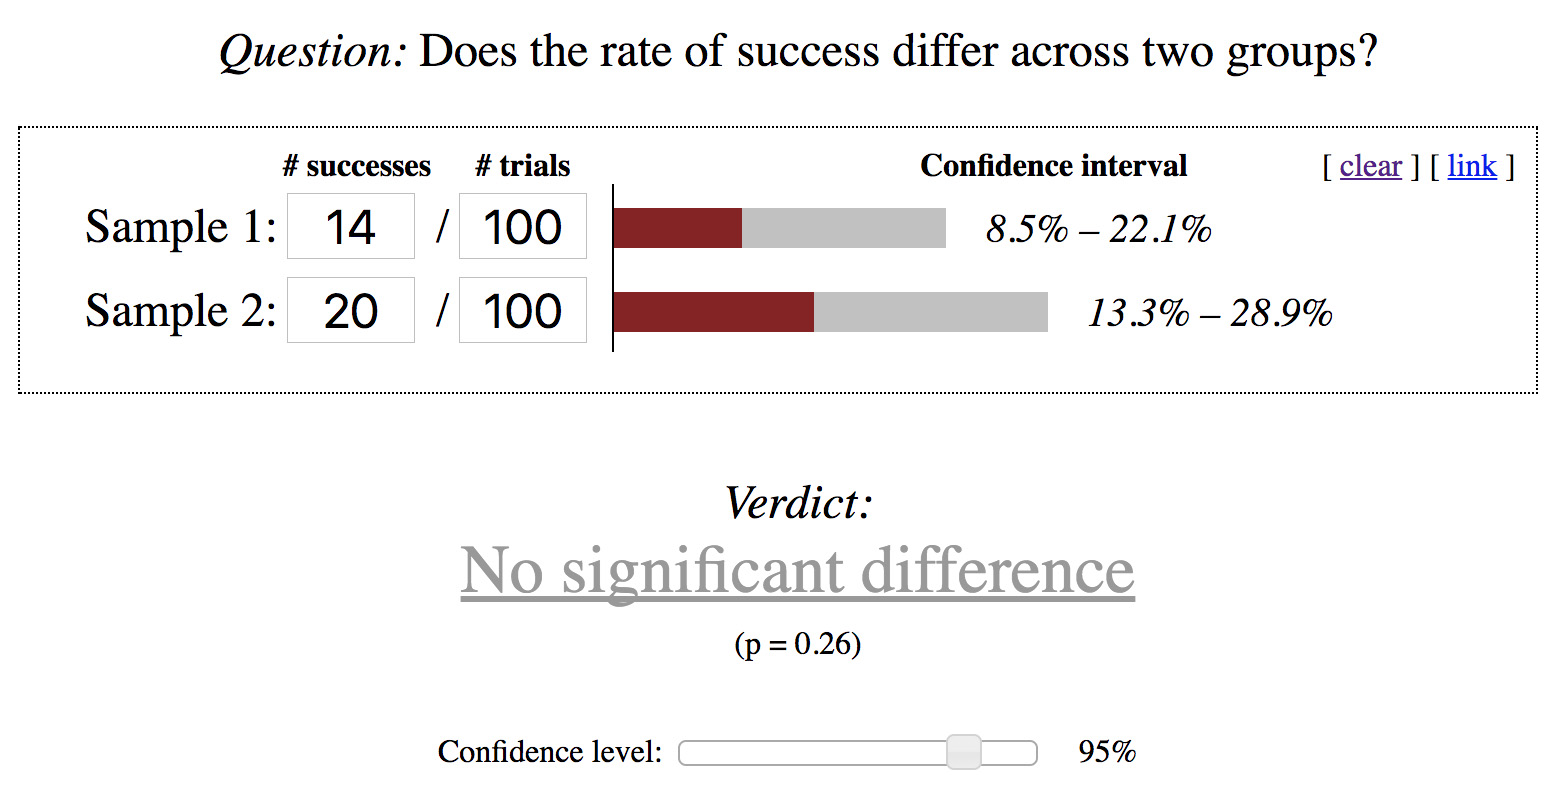 Question: Does the rate of success differ across two groups?
# successes # trials Confidence interval [ clear ] [ link ]
Sample 1: 14 / 100 8.5% – 22.1%
Sample 2: 20 / 100 13.3% – 28.9%
Verdict:
No significant difference
(p = 0.26)
Confidence level: 95%